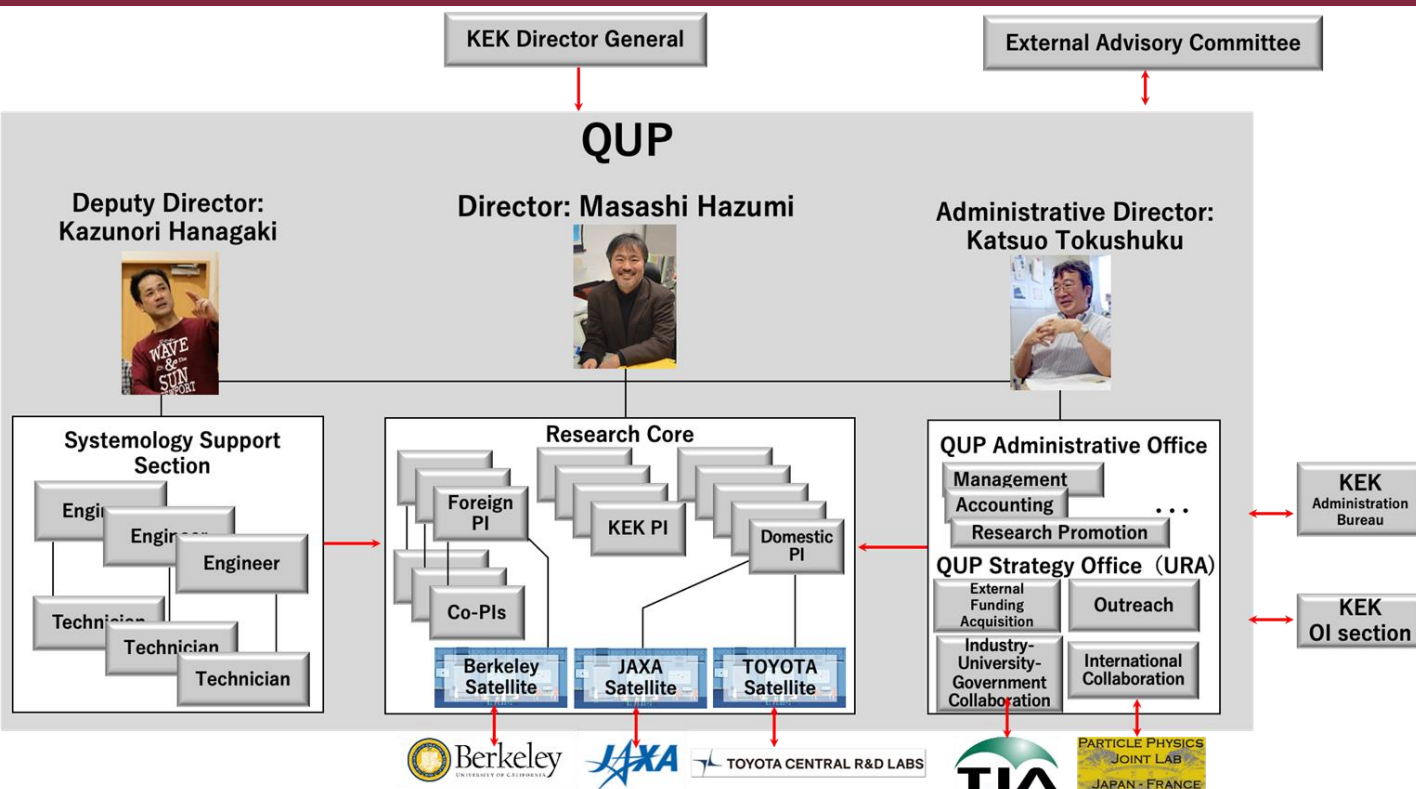 KEK Director General
External Advisory Committee
QUP
Deputy Director:
Kazunori Hanagaki
Director: Masashi Hazumi
Administrative Director:
Katsuo Tokushuku
WAVE
&
SUN
Systemology Support
Section
Engineer
Technician
Technician
Research Core
Foreign
PI
KEK PI
Domestic
PI
Co-PIs
Berkeley
Satellite
JAXA
Satellite
TOYOTA
Satellite
QUP Administrative Office
Management
Accounting
...
Research Promotion
QUP Strategy Office（URA）
External
Funding
Acquisition
Outreach
Industry-
University-
Government
Collaboration
International
Collaboration
KEK
Administration
Bureau
KEK
OI section
Berkeley
UNIVERSITY OF CALIFORNIA
JAXA
TOYOTA CENTRAL R&D LABS
TIA
PARTICLE PHYSICS
JOINT LAB
JAPAN - FRANCE